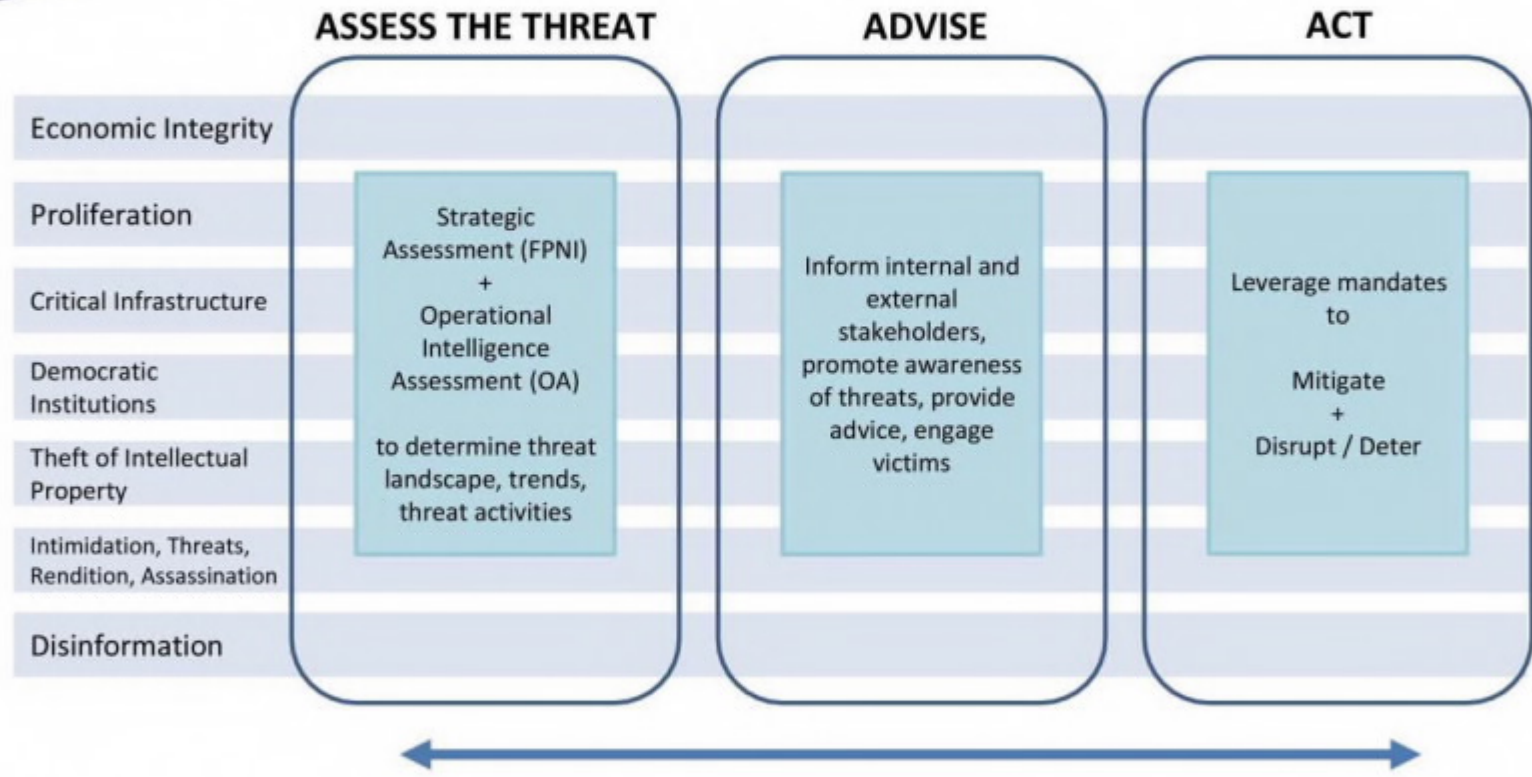 ASSESS THE THREAT
ADVISE
ACT
Economic Integrity
Proliferation
Critical Infrastructure
Democratic
Institutions
Theft of Intellectual
Property
Intimidation, Threats,
Rendition, Assassination
Disinformation
Strategic
Assessment (FPNI)
+
Operational
Intelligence
Assessment (OA)
to determine threat
landscape, trends,
threat activities
Inform internal and
external
stakeholders,
promote awareness
of threats, provide
advice, engage
victims
Leverage mandates
to
Mitigate
+
Disrupt / Deter